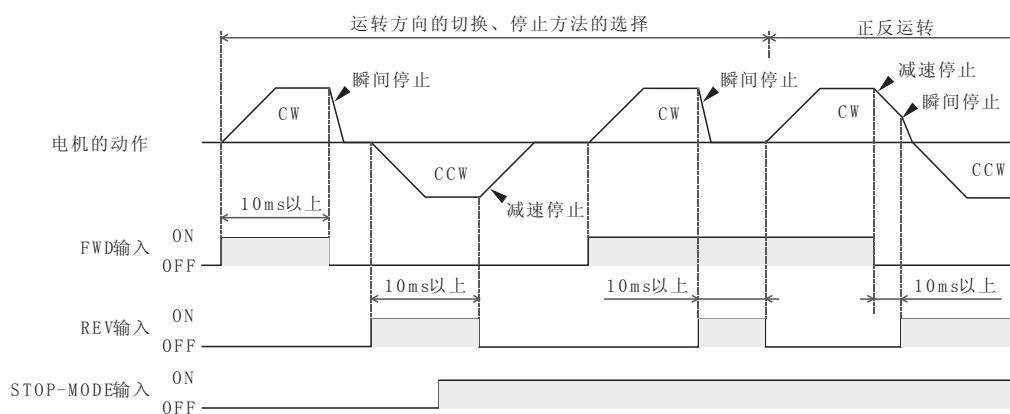 运转方向的切换、停止方法的选择
正反运转
瞬间停止
瞬间停止
减速停止
瞬间停止
CW
CW
CW
电机的动作
CCW
CCW
减速停止
10ms以上
FWD输入
ON
OFF
10ms以上
10ms以上
10ms以上
REV输入
ON
OFF
STOP-MODE输入
ON
OFF